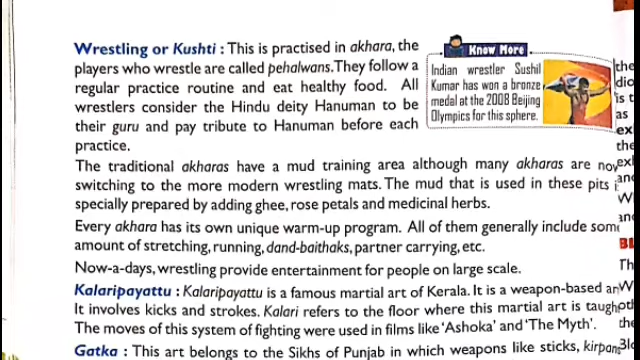 Wrestling or Kushti : This is practised in akhara, the
players who wrestle are called pehalwans. They follow a
regular practice routine and eat healthy food. All
wrestlers consider the Hindu deity Hanuman to be
their guru and pay tribute to Hanuman before each
practice.
Know More
Indian wrestler Sushil
Kumar has won a bronze
medal at the 2008 Beijing
Olympics for this sphere.
The traditional akharas have a mud training area although many akharas are now
switching to the more modern wrestling mats. The mud that is used in these pits
specially prepared by adding ghee, rose petals and medicinal herbs.
Every akhara has its own unique warm-up program. All of them generally include some
amount of stretching, running, dand-baithaks, partner carrying, etc.
Now-a-days, wrestling provide entertainment for people on large scale.
Kalaripayattu : Kalaripayattu is a famous martial art of Kerala. It is a weapon-based
It involves kicks and strokes. Kalari refers to the floor where this martial art is
The moves of this system of fighting were used in films like 'Ashoka' and 'The Myth'.
Gatka : This art belongs to the Sikhs of Punjab in which weapons like sticks,